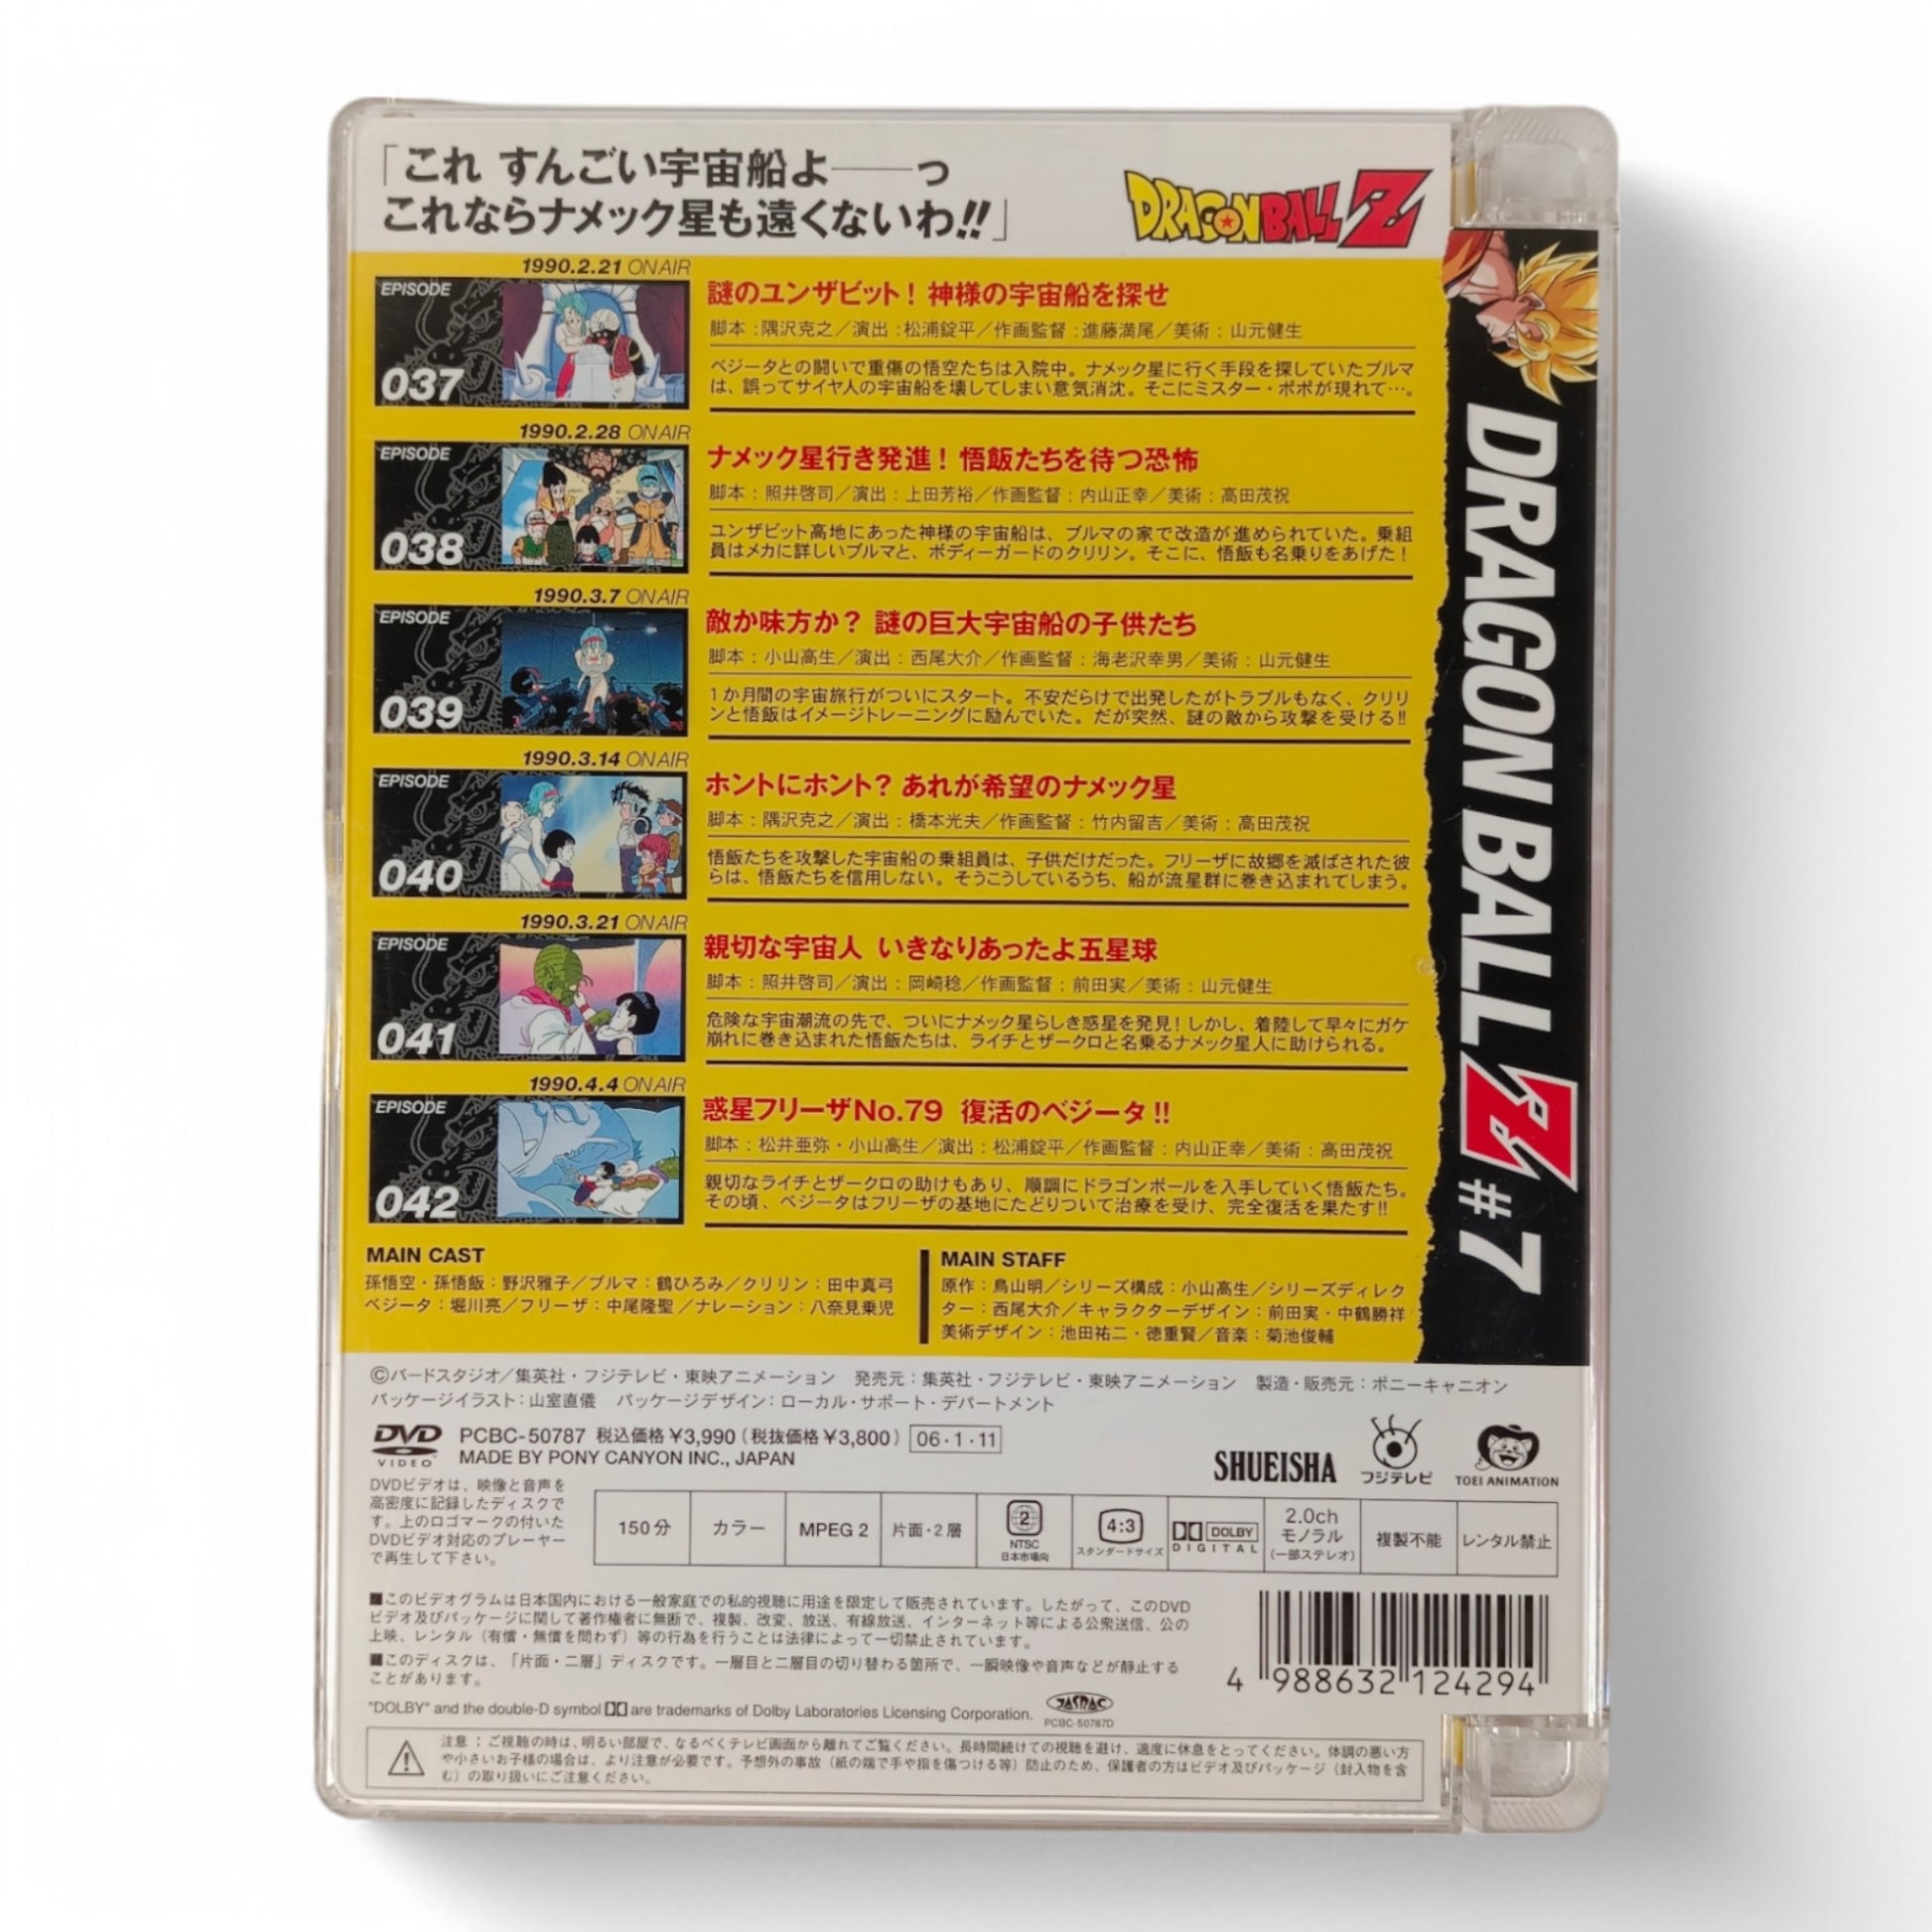 「これ すんごい宇宙船よ――っ
これならナメック星も遠くないわ!!」
DRAGONBALL Z
1990.2.21 ON AIR
EPISODE
037
謎のユンザビット! 神様の宇宙船を探せ
脚本:隅沢克之/演出:松浦錠平/作画監督:進藤満尾/美術:山元健生
ベジータとの闘いで重傷の悟空たちは入院中。ナメック星に行く手段を探していたブルマ
は、誤ってサイヤ人の宇宙船を壊してしまい意気消沈。そこにミスター・ポポが現れて…。
1990.2.28 ON AIR
EPISODE
038
ナメック星行き発進! 悟飯たちを待つ恐怖
脚本:照井啓司/演出:上田芳裕/作画監督:内山正幸/美術:高田茂祝
ユンザビット高地にあった神様の宇宙船は、ブルマの家で改造が進められていた。乗組
員はメカに詳しいブルマと、ボディーガードのクリリン。そこに、悟飯も名乗りをあげた!
1990.3.7 ON AIR
EPISODE
039
敵か味方か? 謎の巨大宇宙船の子供たち
脚本:小山高生/演出:西尾大介/作画監督:海老沢幸男/美術:山元健生
1か月間の宇宙旅行がついにスタート。不安だらけで出発したがトラブルもなく、クリリ
ンと悟飯はイメージトレーニングに励んでいた。だが突然、謎の敵から攻撃を受ける!!
1990.3.14 ON AIR
EPISODE
040
ホントにホント? あれが希望のナメック星
脚本:隅沢克之/演出:橋本光夫/作画監督:竹内留吉/美術:高田茂祝
悟飯たちを攻撃した宇宙船の乗組員は、子供だけだった。フリーザに故郷を滅ぼされた彼
らは、悟飯たちを信用しない。そうこうしているうち、船が流星群に巻き込まれてしまう。
1990.3.21 ON AIR
EPISODE
041
親切な宇宙人 いきなりあったよ五星球
脚本:照井啓司/演出:岡崎稔/作画監督:前田実/美術:山元健生
危険な宇宙潮流の先で、ついにナメック星らしき惑星を発見! しかし、着陸して早々にガケ
崩れに巻き込まれた悟飯たちは、ライチとザークロと名乗るナメック星人に助けられる。
1990.4.4 ON AIR
EPISODE
042
惑星フリーザNo.79 復活のベジータ!!
脚本:松井亜弥・小山高生/演出:松浦錠平/作画監督:内山正幸/美術:高田茂祝
親切なライチとザークロの助けもあり、順調にドラゴンボールを入手していく悟飯たち。
その頃、ベジータはフリーザの基地にたどりついて治療を受け、完全復活を果たす!!
MAIN CAST
孫悟空・孫悟飯:野沢雅子/ブルマ:鶴ひろみ/クリリン:田中真弓
ベジータ:堀川亮/フリーザ:中尾隆聖/ナレーション:八奈見乗児
MAIN STAFF
原作:鳥山明/シリーズ構成:小山高生/シリーズディレク
ター:西尾大介/キャラクターデザイン:前田実・中鶴勝祥
美術デザイン:池田祐二・徳重賢/音楽:菊池俊輔
DRAGON BALL Z #7
©バードスタジオ/集英社・フジテレビ・東映アニメーション 発売元:集英社・フジテレビ・東映アニメーション 製造・販売元:ポニーキャニオン
パッケージイラスト:山室直儀 パッケージデザイン:ローカル・サポート・デパートメント
DVD VIDEO
PCBC-50787 税込価格¥3,990(税抜価格¥3,800) 06・1・11
MADE BY PONY CANYON INC., JAPAN
SHUEISHA
フジテレビ
TOEI ANIMATION
DVDビデオは、映像と音声を
高密度に記録したディスクで
す。上のロゴマークの付いた
DVDビデオ対応のプレーヤー
で再生して下さい。
150分
カラー
MPEG 2
片面・2層
2
NTSC
日本市場向
4:3
スタンダードサイズ
DOLBY
DIGITAL
2.0ch
モノラル
(一部ステレオ)
複製不能
レンタル禁止
■このビデオグラムは日本国内における一般家庭での私的視聴に用途を限定して販売されています。したがって、このDVD
ビデオ及びパッケージに関して著作権者に無断で、複製、改変、放送、有線放送、インターネット等による公衆送信、公の
上映、レンタル(有償・無償を問わず)等の行為を行うことは法律によって一切禁止されています。
■このディスクは、「片面・二層」ディスクです。一層目と二層目の切り替わる箇所で、一瞬映像や音声などが静止する
ことがあります。
"DOLBY" and the double-D symbol are trademarks of Dolby Laboratories Licensing Corporation.
JASRAC
PCBC-50787D
4 988632 124294
注意:ご視聴の時は、明るい部屋で、なるべくテレビ画面から離れてご覧ください。長時間続けての視聴を避け、適度に休息をとってください。体調の悪い方
や小さいお子様の場合は、より注意が必要です。予想外の事故(紙の端で手や指を傷つける等)防止のため、保護者の方はビデオ及びパッケージ(封入物を含
む)の取り扱いにご注意ください。